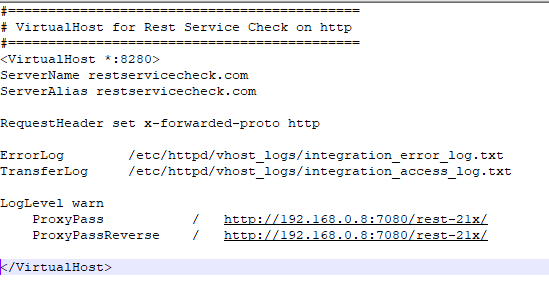 #============================================
# VirtualHost for Rest Service Check on http
#============================================
<VirtualHost *:8280>
ServerName restservicecheck.com
ServerAlias restservicecheck.com
RequestHeader set x-forwarded-proto http
ErrorLog /etc/httpd/vhost_logs/integration_error_log.txt
TransferLog /etc/httpd/vhost_logs/integration_access_log.txt
LogLevel warn
ProxyPass / http://192.168.0.8:7080/rest-21x/
ProxyPassReverse / http://192.168.0.8:7080/rest-21x/
</VirtualHost>